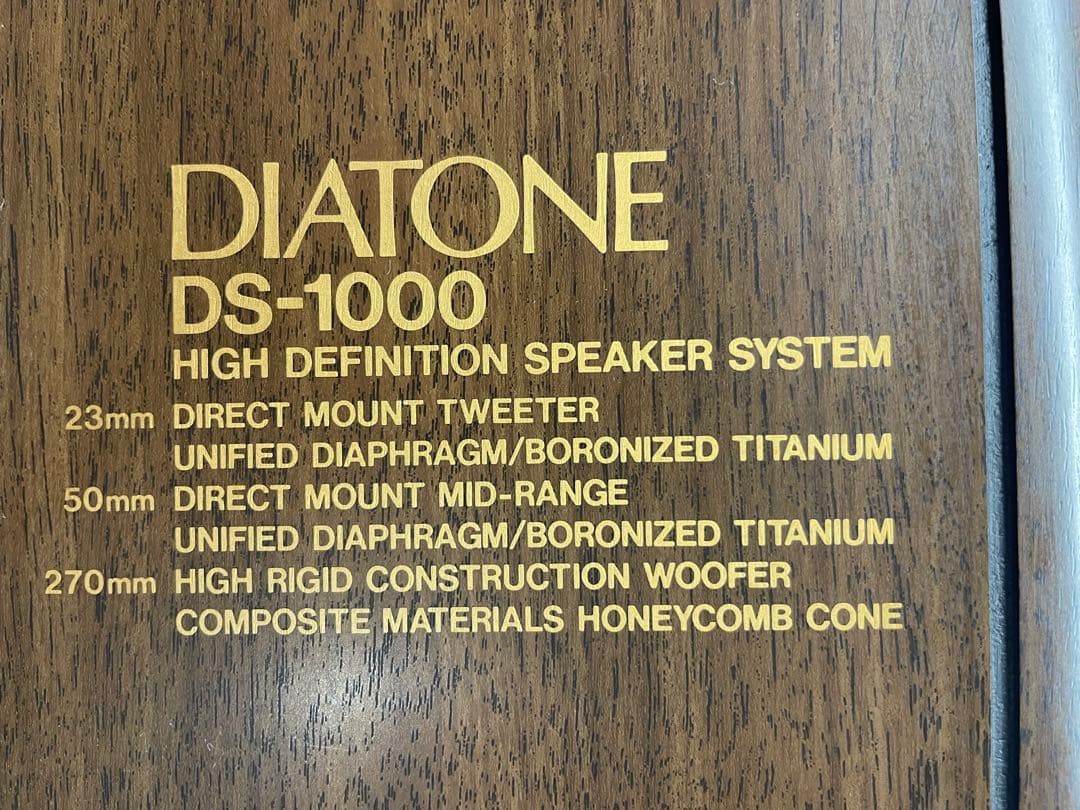 DIATONE
DS-1000
HIGH DEFINITION SPEAKER SYSTEM
23mm DIRECT MOUNT TWEETER
UNIFIED DIAPHRAGM/BORONIZED TITANIUM
50mm DIRECT MOUNT MID-RANGE
UNIFIED DIAPHRAGM/BORONIZED TITANIUM
270mm HIGH RIGID CONSTRUCTION WOOFER
COMPOSITE MATERIALS HONEYCOMB CONE